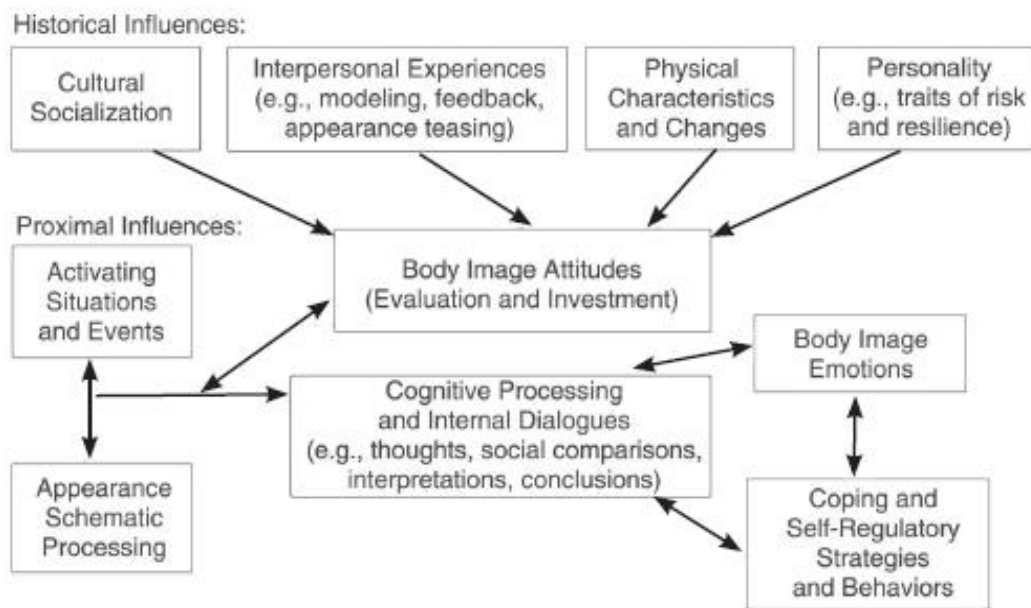 Historical Influences:
Cultural
Socialization
Interpersonal Experiences
(e.g., modeling, feedback,
appearance teasing)
Physical
Characteristics
and Changes
Personality
(e.g., traits of risk
and resilience)
Proximal Influences:
Activating
Situations
and Events
Body Image Attitudes
(Evaluation and Investment)
Body Image
Emotions
Cognitive Processing
and Internal Dialogues
(e.g., thoughts, social comparisons,
interpretations, conclusions)
Appearance
Schematic
Processing
Coping and
Self-Regulatory
Strategies
and Behaviors